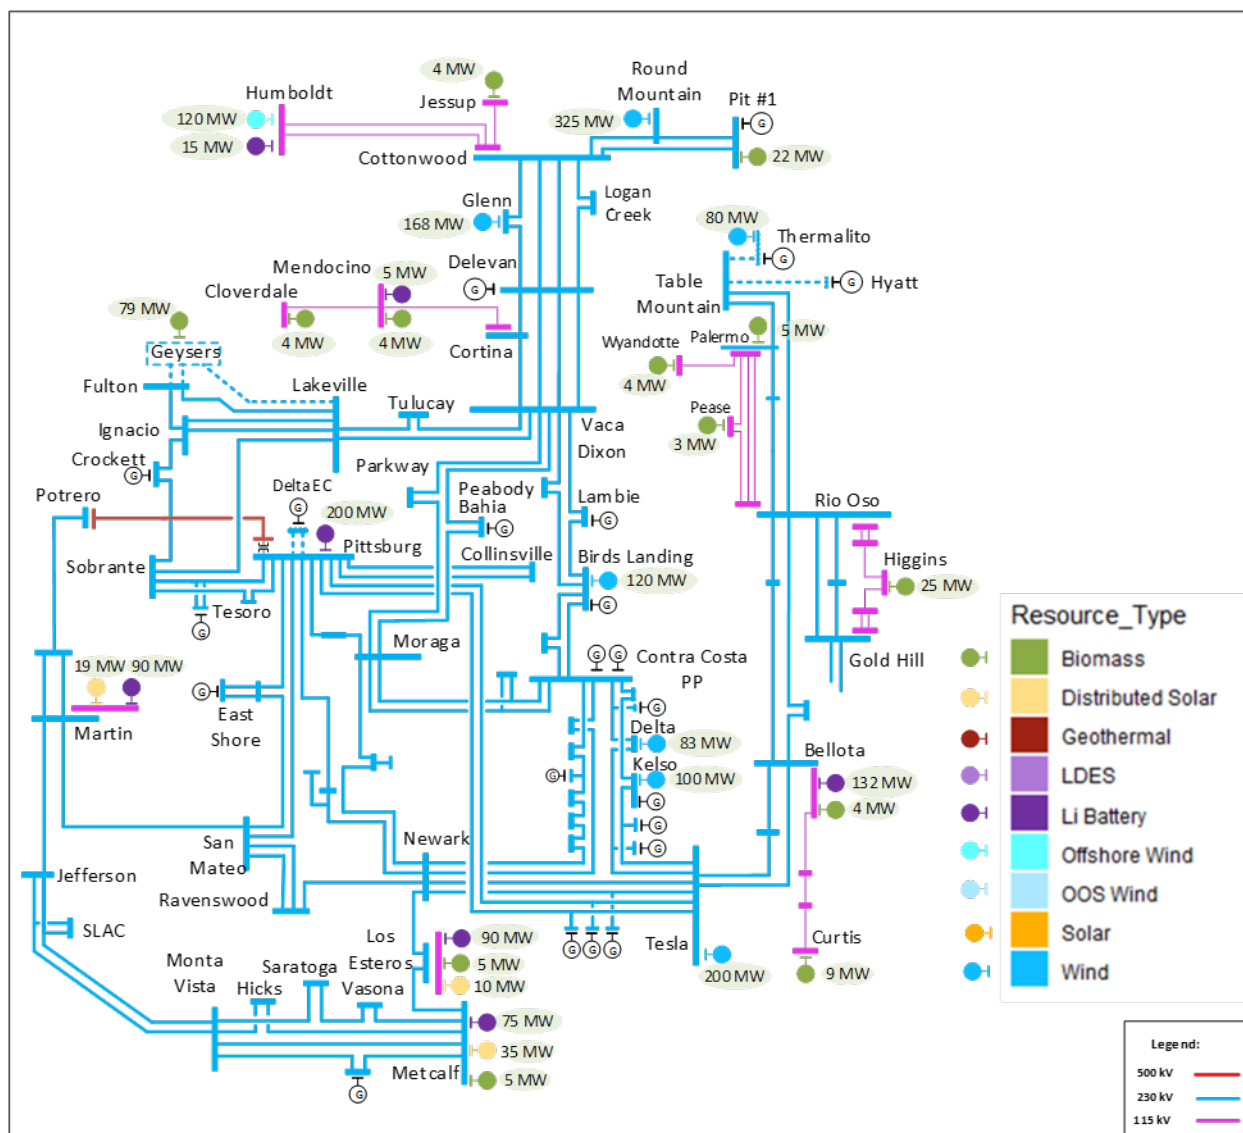 4 MW
Jessup
Humboldt
120 MW
15 MW
Round
Mountain
325 MW
Pit #1
G
22 MW
Cottonwood
Glenn
168 MW
Logan
Creek
80 MW
Thermalito
G
Table
Mountain
G
Hyatt
Delevan
G
Mendocino
5 MW
Cloverdale
4 MW
4 MW
Cortina
79 MW
Geysers
Fulton
Lakeville
Tulucay
Ignacio
Crockett
G
Vaca
Dixon
Parkway
Palermo
5 MW
Wyandotte
4 MW
Pease
3 MW
Potrero
Delta EC
G
200 MW
Pittsburg
Peabody
Bahia
G
Lambie
G
Collinsville
Birds Landing
120 MW
G
Rio Oso
Higgins
25 MW
Gold Hill
Sobrante
Tesoro
G
Moraga
G G
Contra Costa
PP
G
Delta
83 MW
Kelso
100 MW
G
G
G
G
19 MW
90 MW
Martin
G
East
Shore
Bellota
132 MW
4 MW
San
Mateo
Newark
Ravenswood
Jefferson
SLAC
Los
Esteros
90 MW
5 MW
10 MW
G G G
Tesla
200 MW
Curtis
9 MW
Monta
Vista
Hicks
Saratoga
Vasona
75 MW
35 MW
Metcalf
5 MW
G
Resource_Type
Biomass
Distributed Solar
Geothermal
LDES
Li Battery
Offshore Wind
OOS Wind
Solar
Wind
Legend:
500 kV
230 kV
115 kV